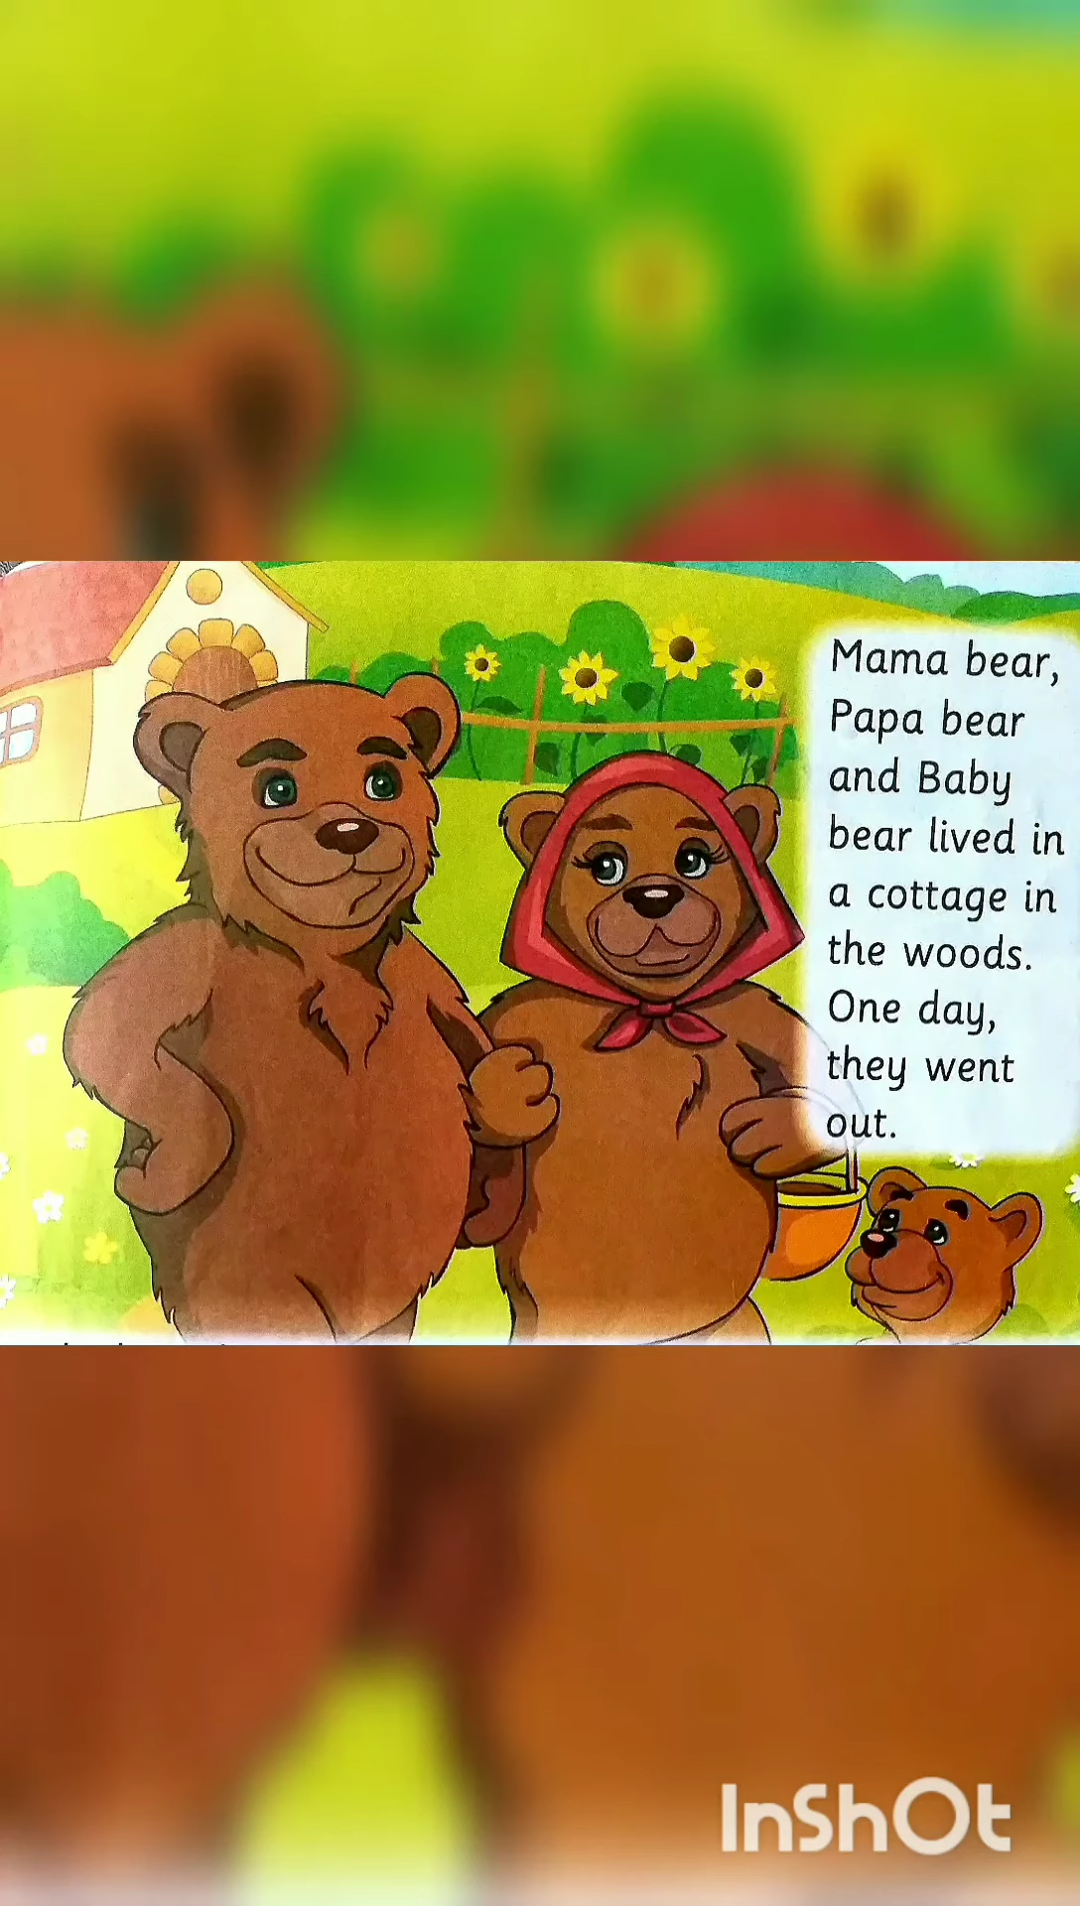 Mama bear,
Papa bear
and Baby
bear lived in
a cottage in
the woods.
One day,
they went
out.
InShOt